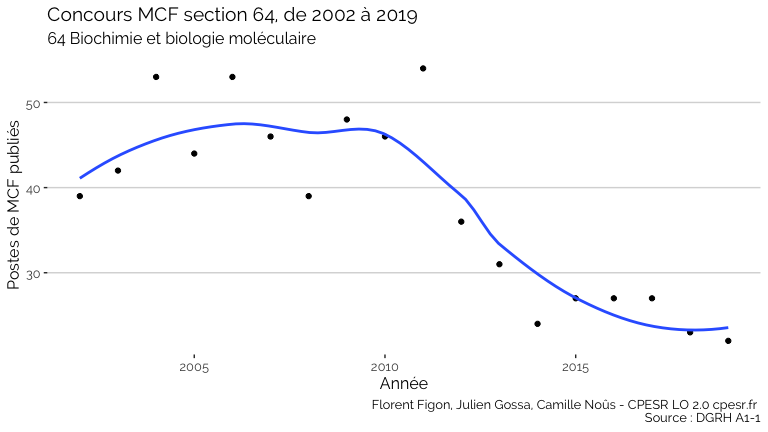 Concours MCF section 64, de 2002 à 2019
64 Biochimie et biologie moléculaire
Postes de MCF publiés
50
40
30
2005 2010 2015
Année
Florent Figon, Julien Gossa, Camille Noûs - CPESR LO 2.0 cpesr.fr
Source : DGRH A1-1